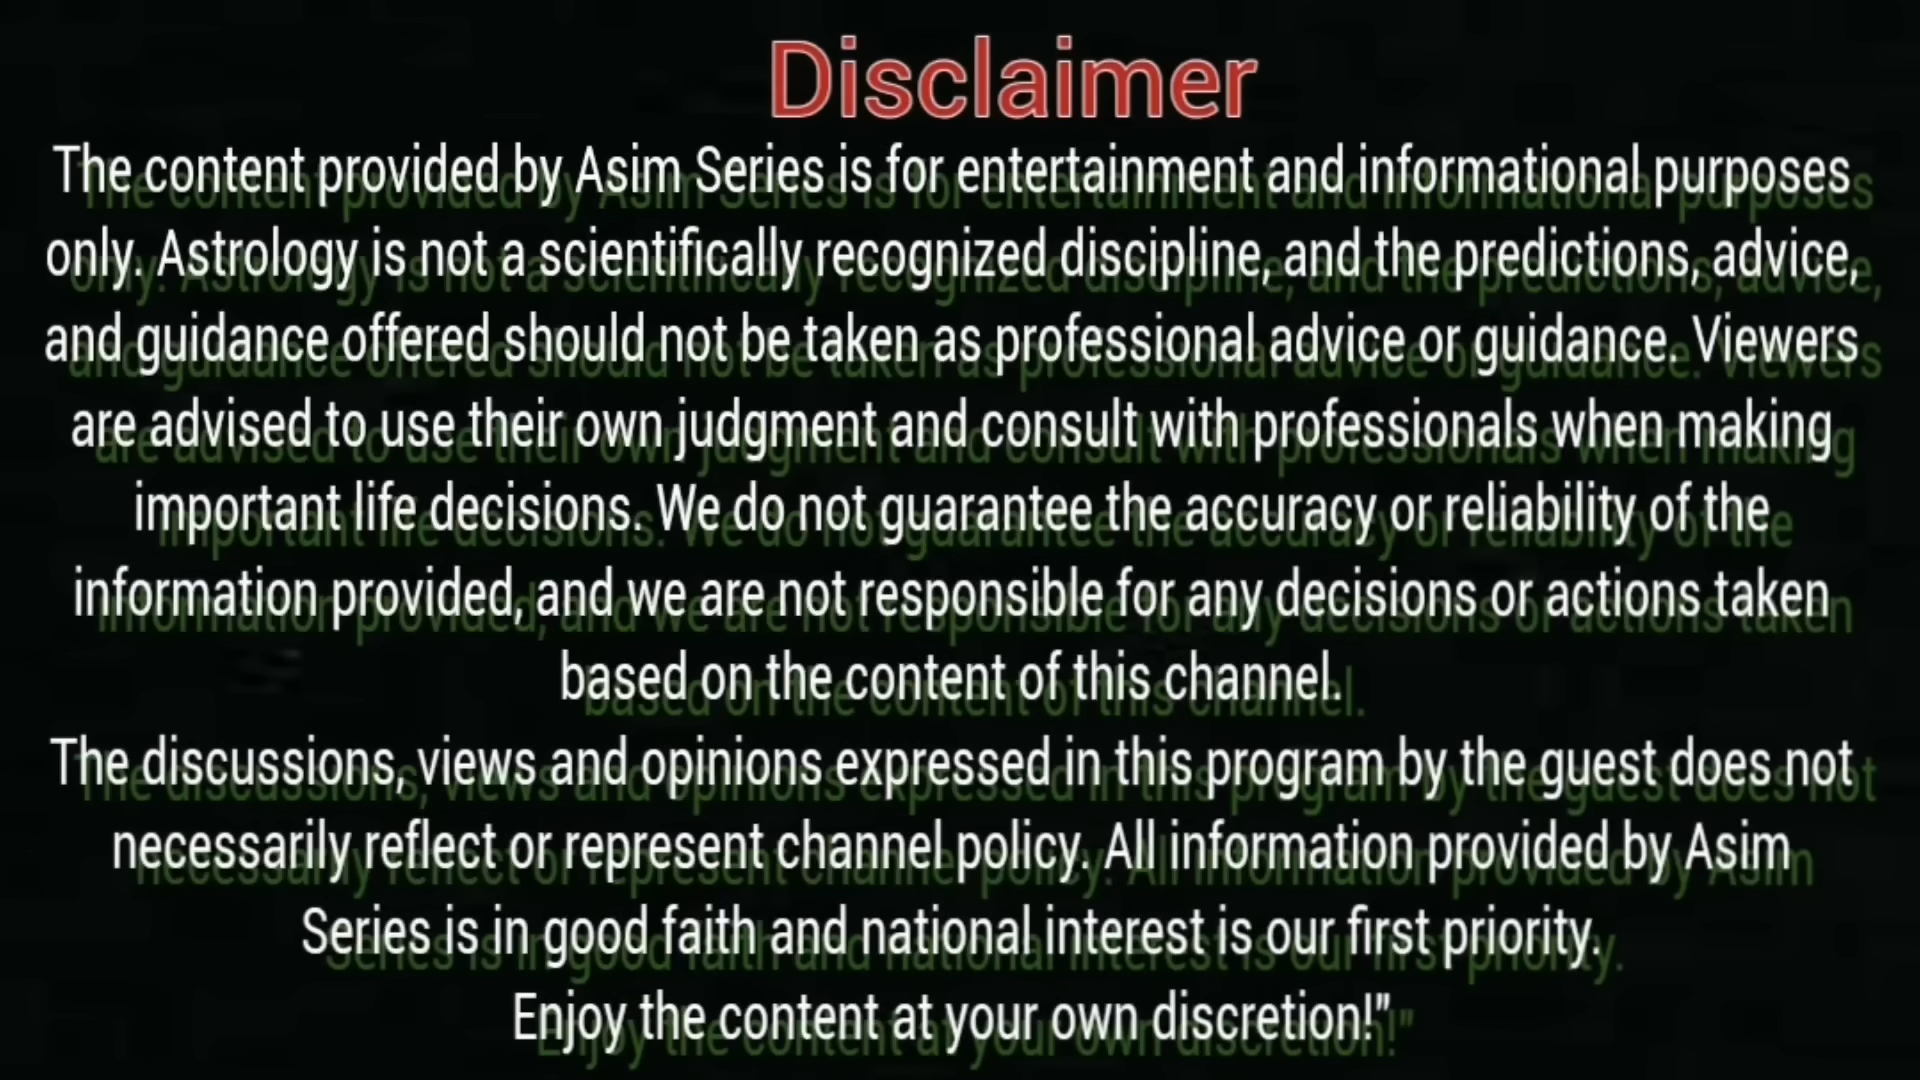 Disclaimer
The content provided by Asim Series is for entertainment and informational purposes
only. Astrology is not a scientifically recognized discipline, and the predictions, advice,
and guidance offered should not be taken as professional advice or guidance. Viewers
are advised to use their own judgment and consult with professionals when making
important life decisions. We do not guarantee the accuracy or reliability of the
information provided, and we are not responsible for any decisions or actions taken
based on the content of this channel.
The discussions, views and opinions expressed in this program by the guest does not
necessarily reflect or represent channel policy. All information provided by Asim
Series is in good faith and national interest is our first priority.
Enjoy the content at your own discretion!"